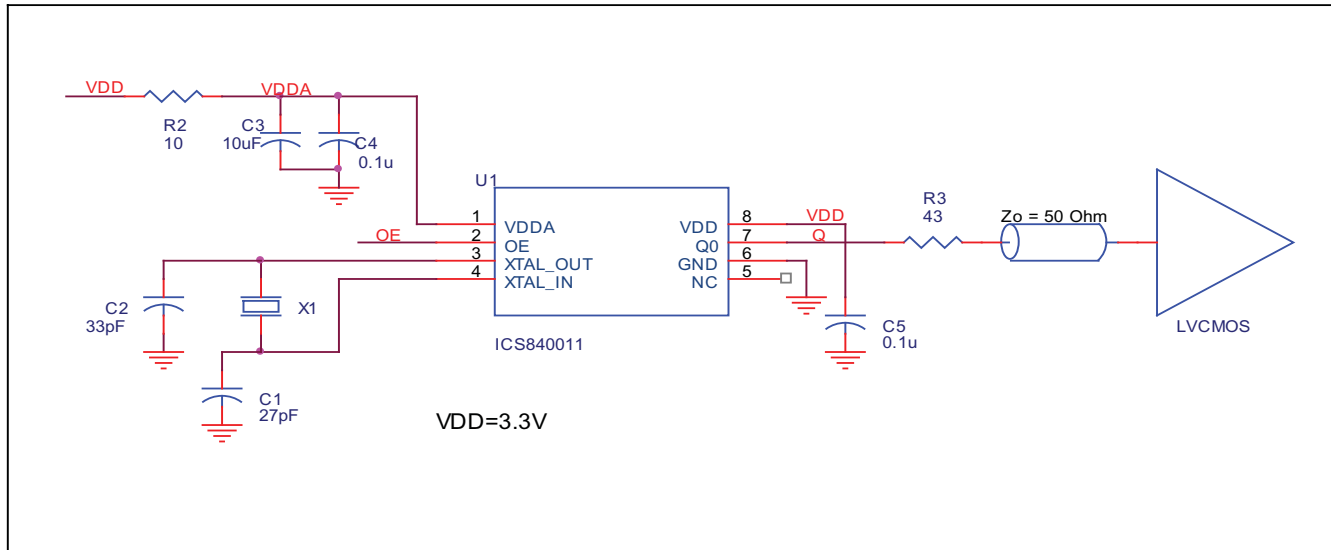 VDD
VDDA
R2
10
C3
10uF
C4
0.1u
U1
1
VDDA
2
OE
3
XTAL_OUT
4
XTAL_IN
VDD
8
Q0
7
GND
6
NC
5
ICS840011
OE
VDD
Q
R3
43
Zo = 50 Ohm
LVCMOS
C2
33pF
X1
C1
27pF
C5
0.1u
VDD=3.3V